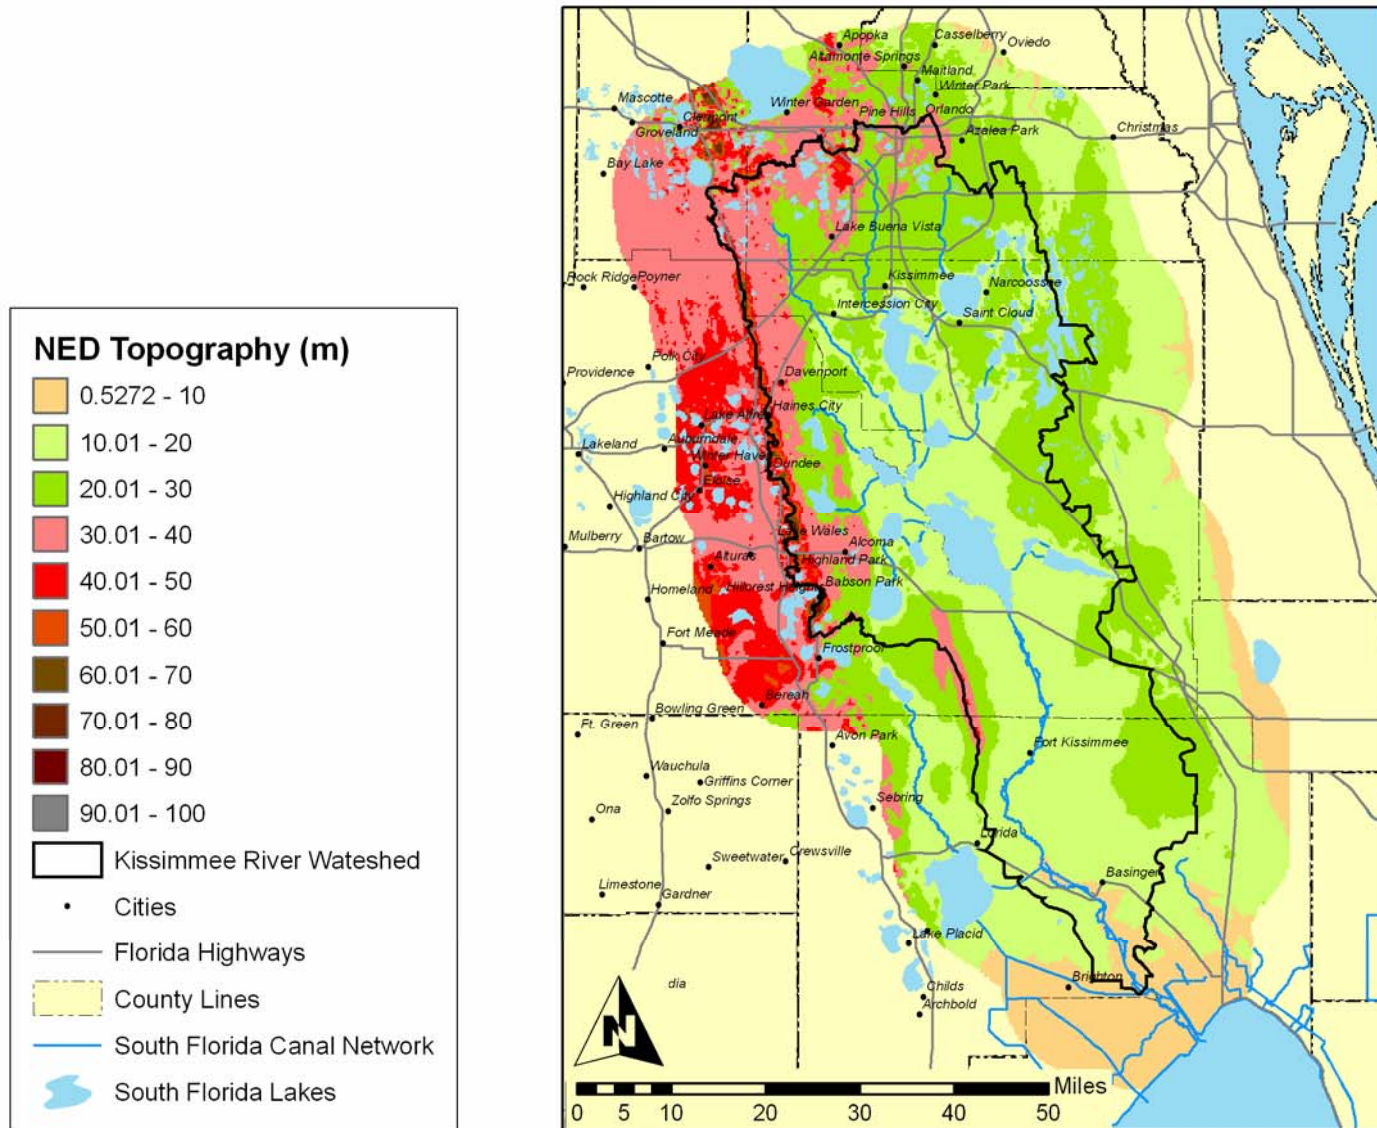 NED Topography (m)
0.5272 - 10
10.01 - 20
20.01 - 30
30.01 - 40
40.01 - 50
50.01 - 60
60.01 - 70
70.01 - 80
80.01 - 90
90.01 - 100
Kissimmee River Wateshed
Cities
Florida Highways
County Lines
South Florida Canal Network
South Florida Lakes
Apopka
Casselberry
Oviedo
Altamonte Springs
Maitland
Winter Park
Mascotte
Winter Garden
Pine Hills
Orlando
Clermont
Groveland
Azalea Park
Christmas
Bay Lake
Lake Buena Vista
Rock Ridge
Poyner
Kissimmee
Narcoossee
Intercession City
Saint Cloud
Polk City
Providence
Davenport
Lake Alfred
Haines City
Auburndale
Lakeland
Winter Haven
Dundee
Eloise
Highland City
Mulberry
Bartow
Lake Wales
Alcoma
Alturas
Highland Park
Homeland
Hillcrest Heights
Babson Park
Fort Meade
Frostproof
Bereah
Bowling Green
Ft. Green
Avon Park
Fort Kissimmee
Wauchula
Griffins Corner
Zolfo Springs
Ona
Sebring
Lorida
Sweetwater
Crewsville
Basinger
Limestone
Gardner
Lake Placid
Brighton
dia
Childs
Archbold
N
Miles
0 5 10 20 30 40 50